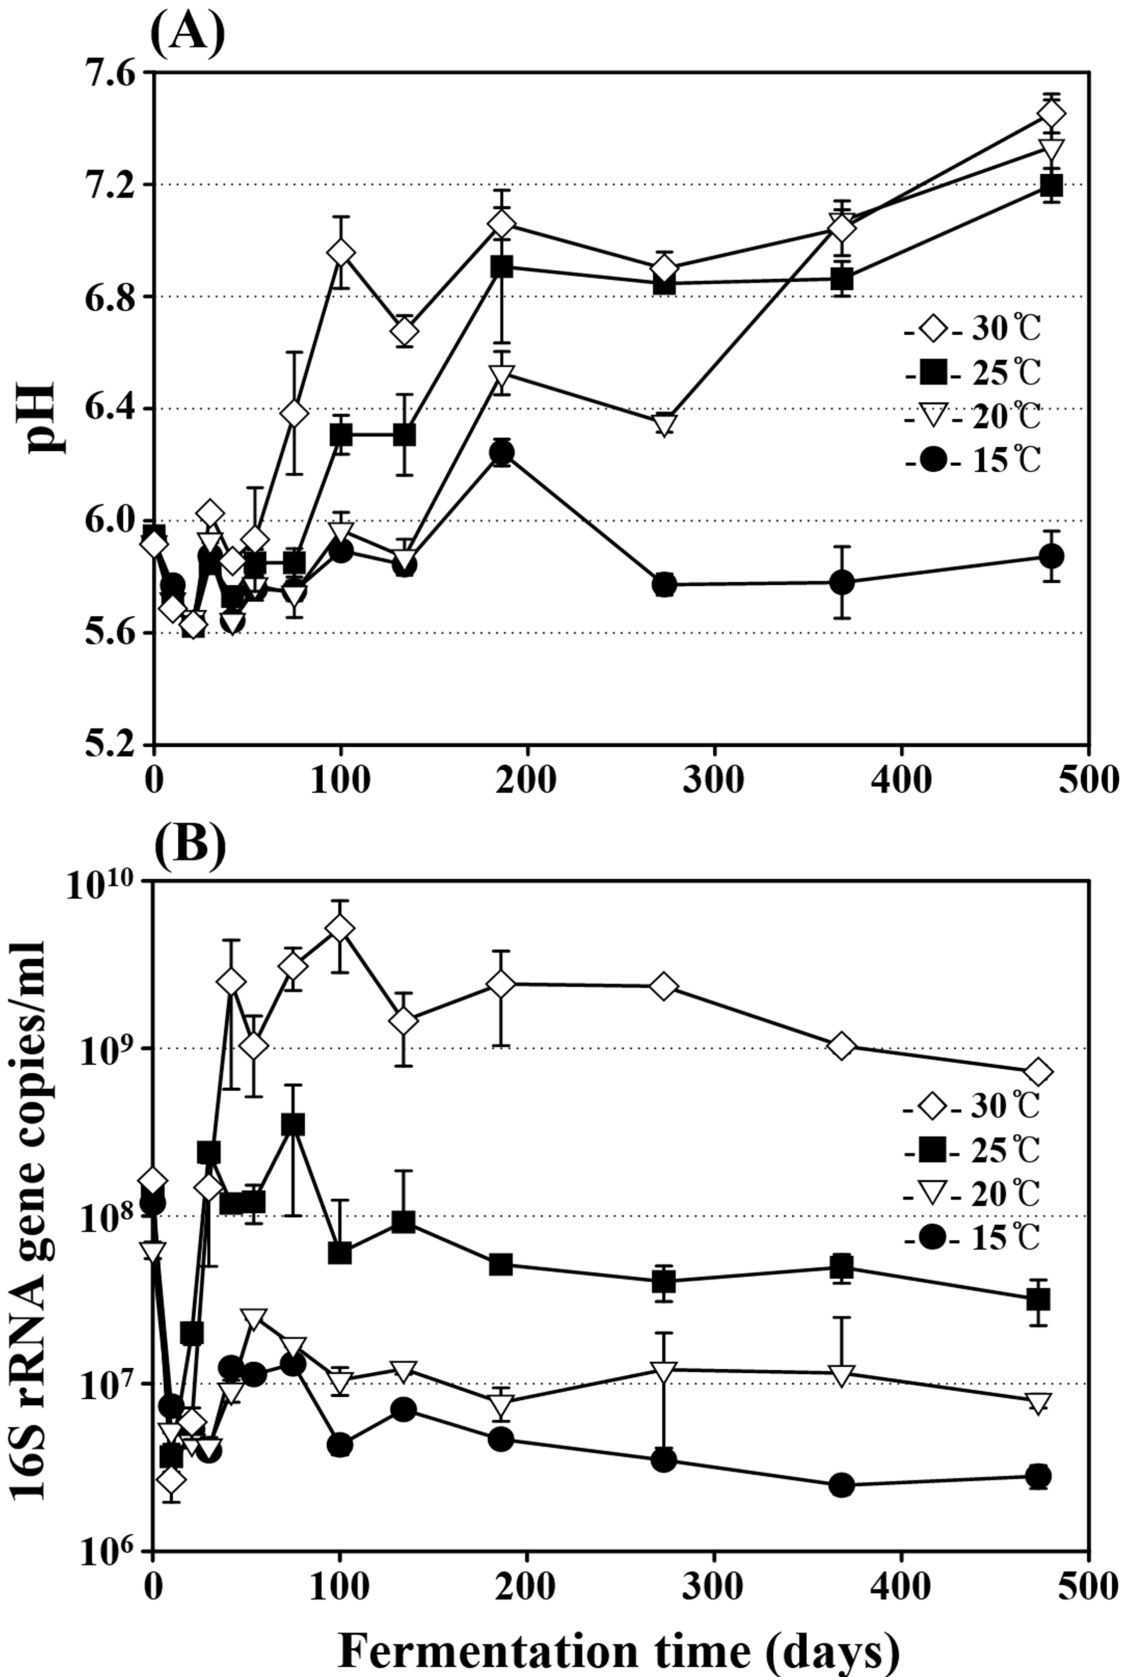 (A)
7.6
7.2
6.8
6.4
6.0
5.6
5.2
pH
-◇- 30℃
-■- 25℃
-▽- 20℃
-●- 15℃
0 100 200 300 400 500
(B)
10¹⁰
10⁹
10⁸
10⁷
10⁶
16S rRNA gene copies/ml
-◇- 30℃
-■- 25℃
-▽- 20℃
-●- 15℃
0 100 200 300 400 500
Fermentation time (days)